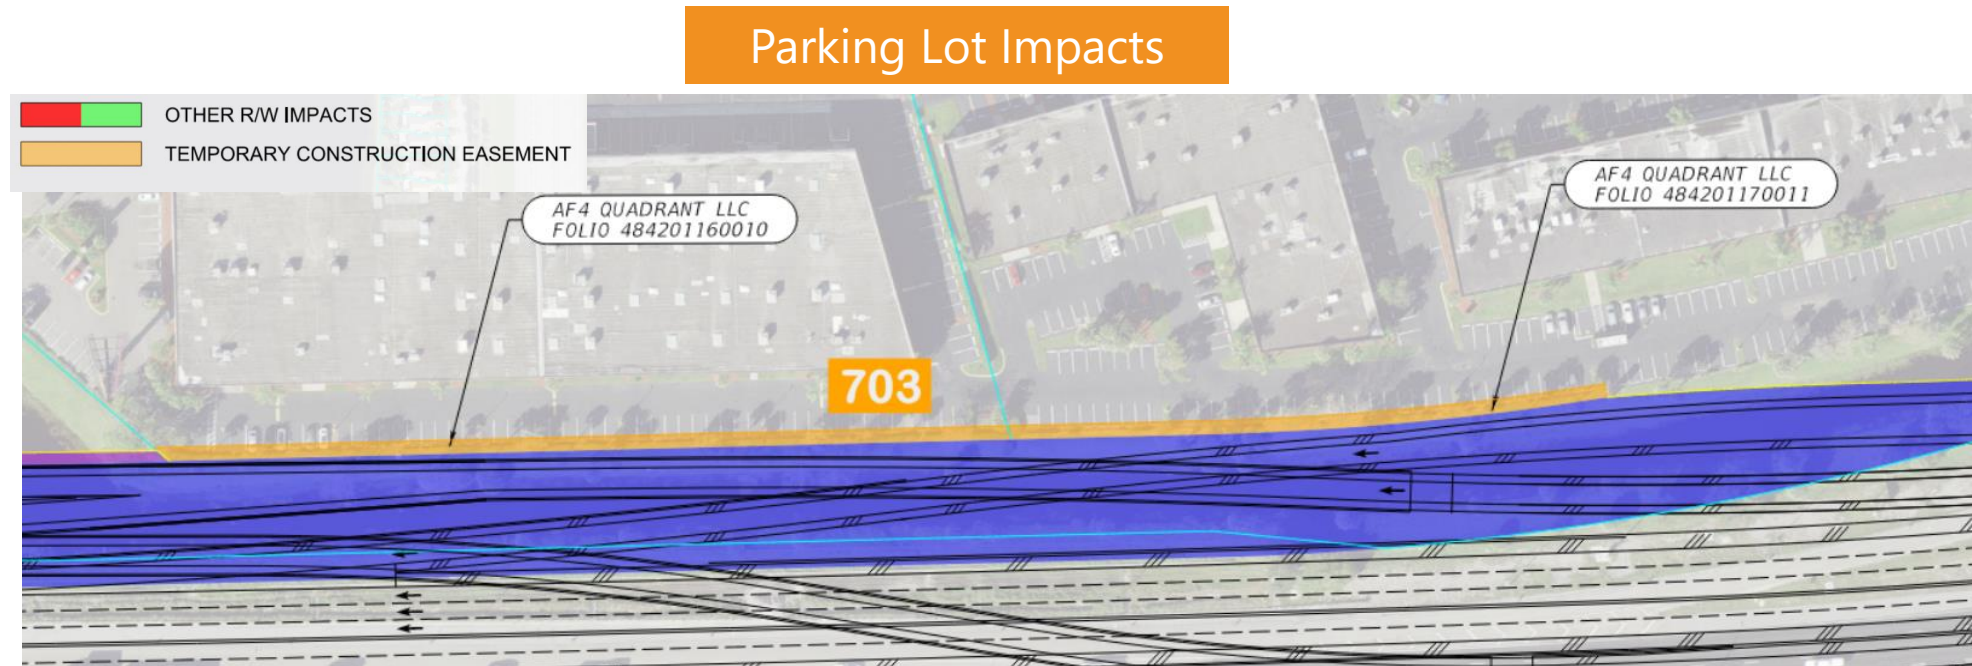 Parking Lot Impacts
OTHER R/W IMPACTS
TEMPORARY CONSTRUCTION EASEMENT
AF4 QUADRANT LLC
FOLIO 484201160010
AF4 QUADRANT LLC
FOLIO 484201170011
703